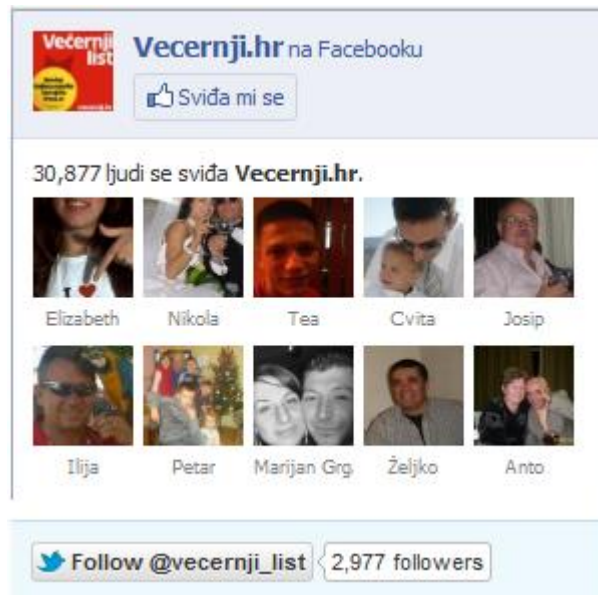 Večernji
list
Vecernji.hr na Facebooku
Sviđa mi se
30,877 ljudi se sviđa Vecernji.hr.
I
Elizabeth Nikola Tea Cvita Josip
Ilija Petar Marijan Grg Željko Anto
Follow @vecernji_list 2,977 followers